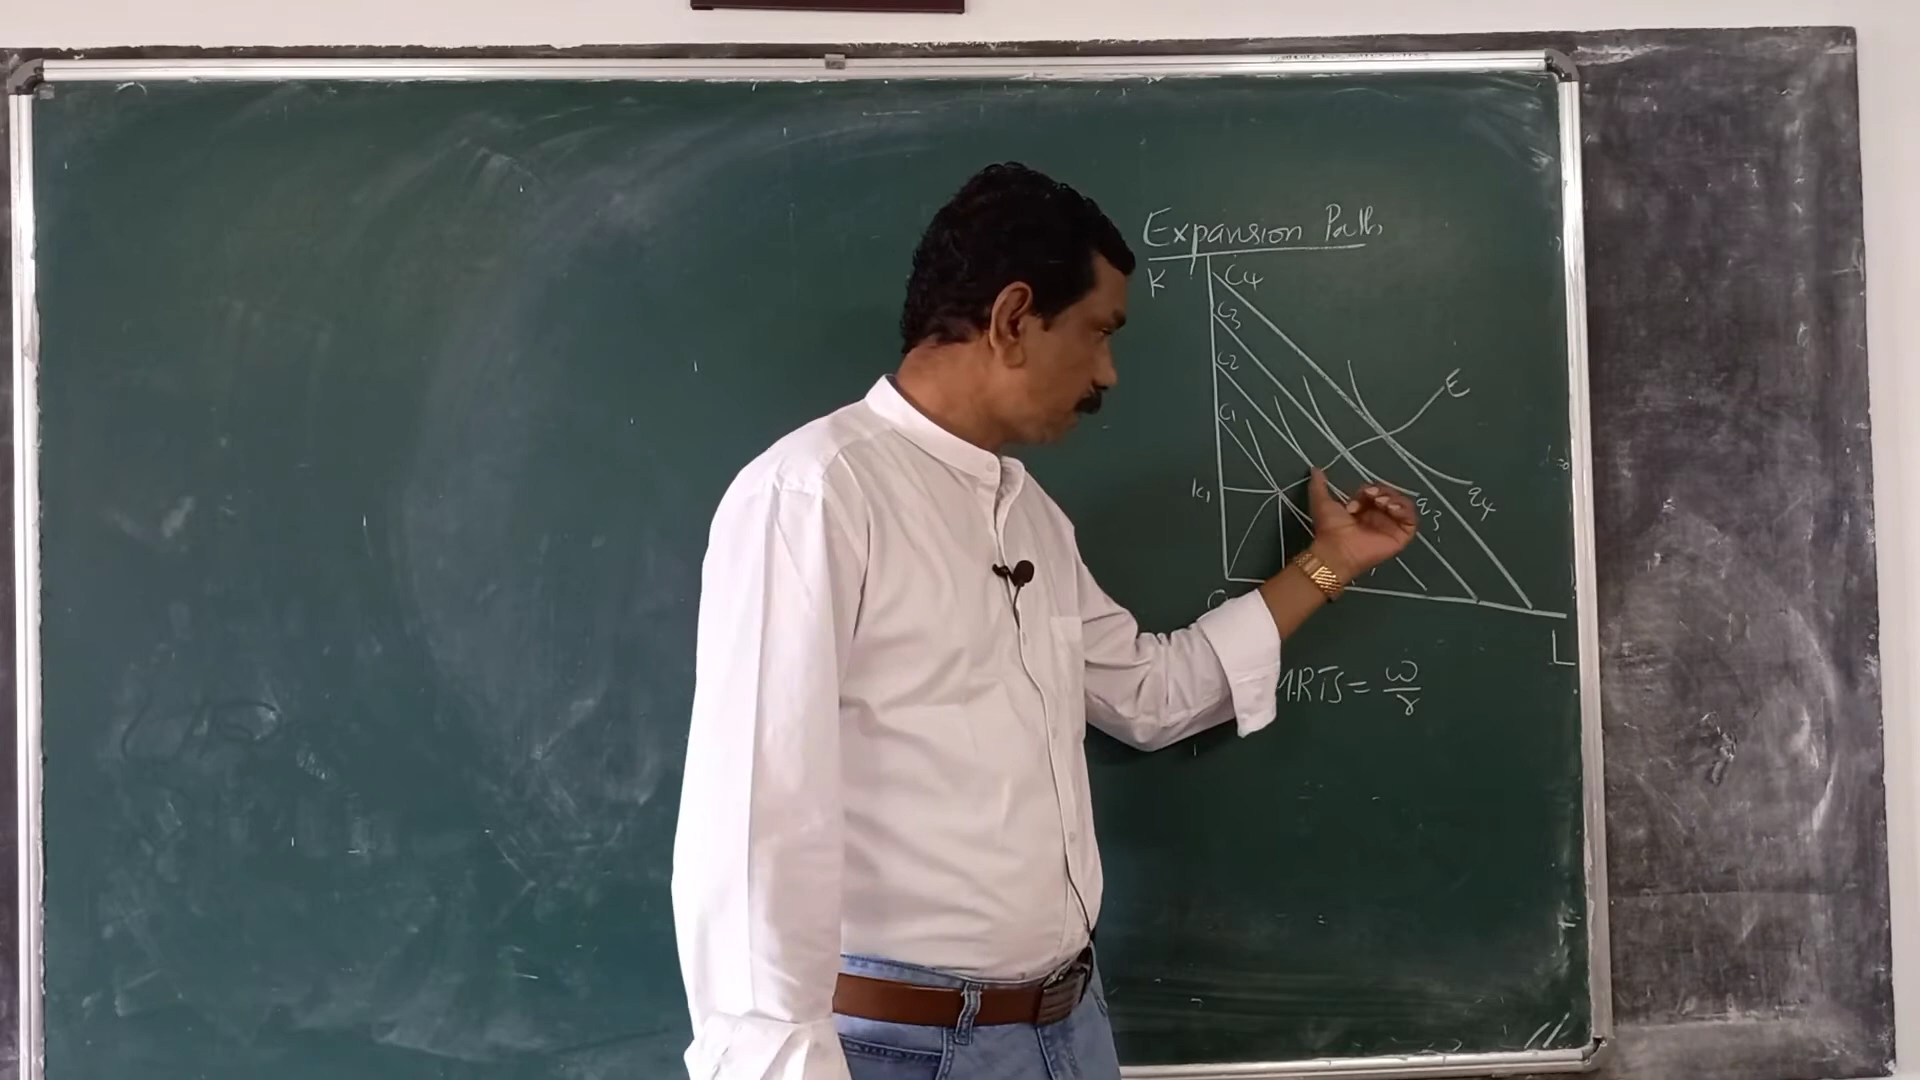 Expansion Path
K
C4
C3
C2
C1
E
K1
q4
q3
O
L
MRTS = w/r